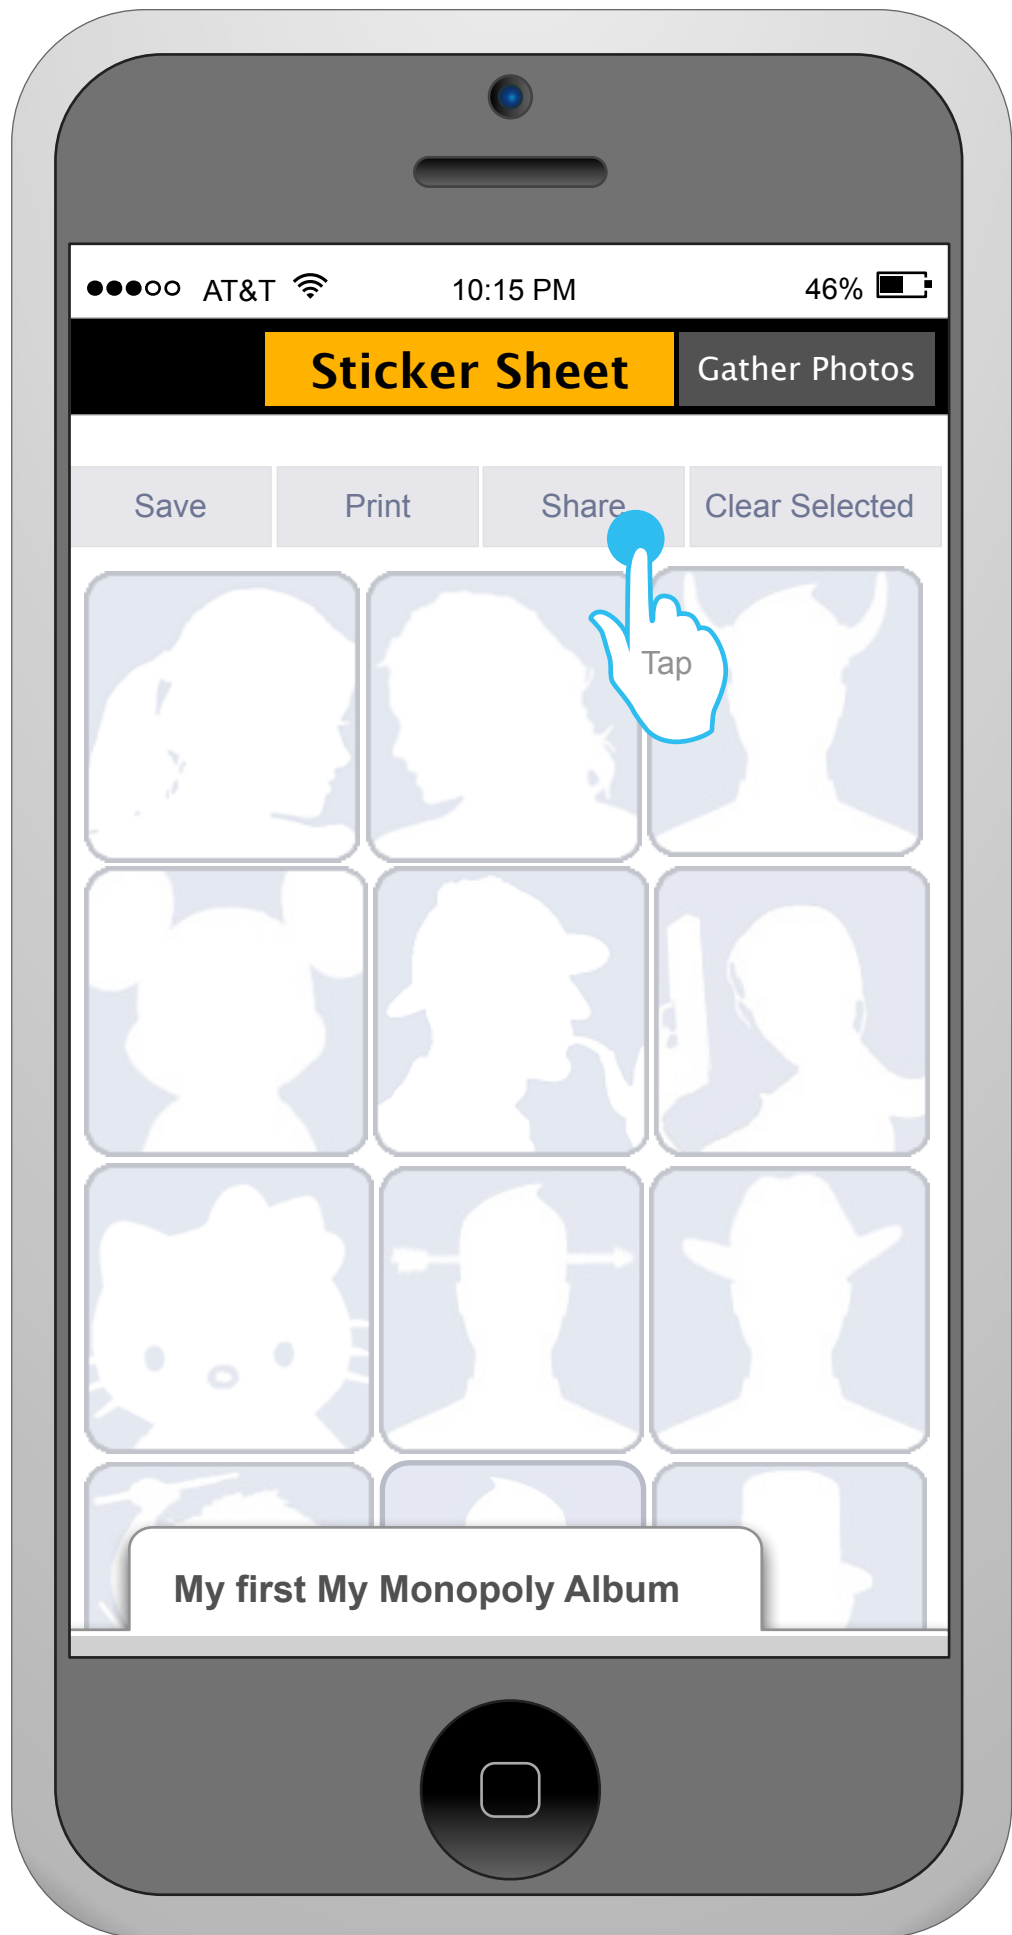 AT&T 10:15 PM 46%
Sticker Sheet Gather Photos
Save Print Share Clear Selected
Tap
My first My Monopoly Album